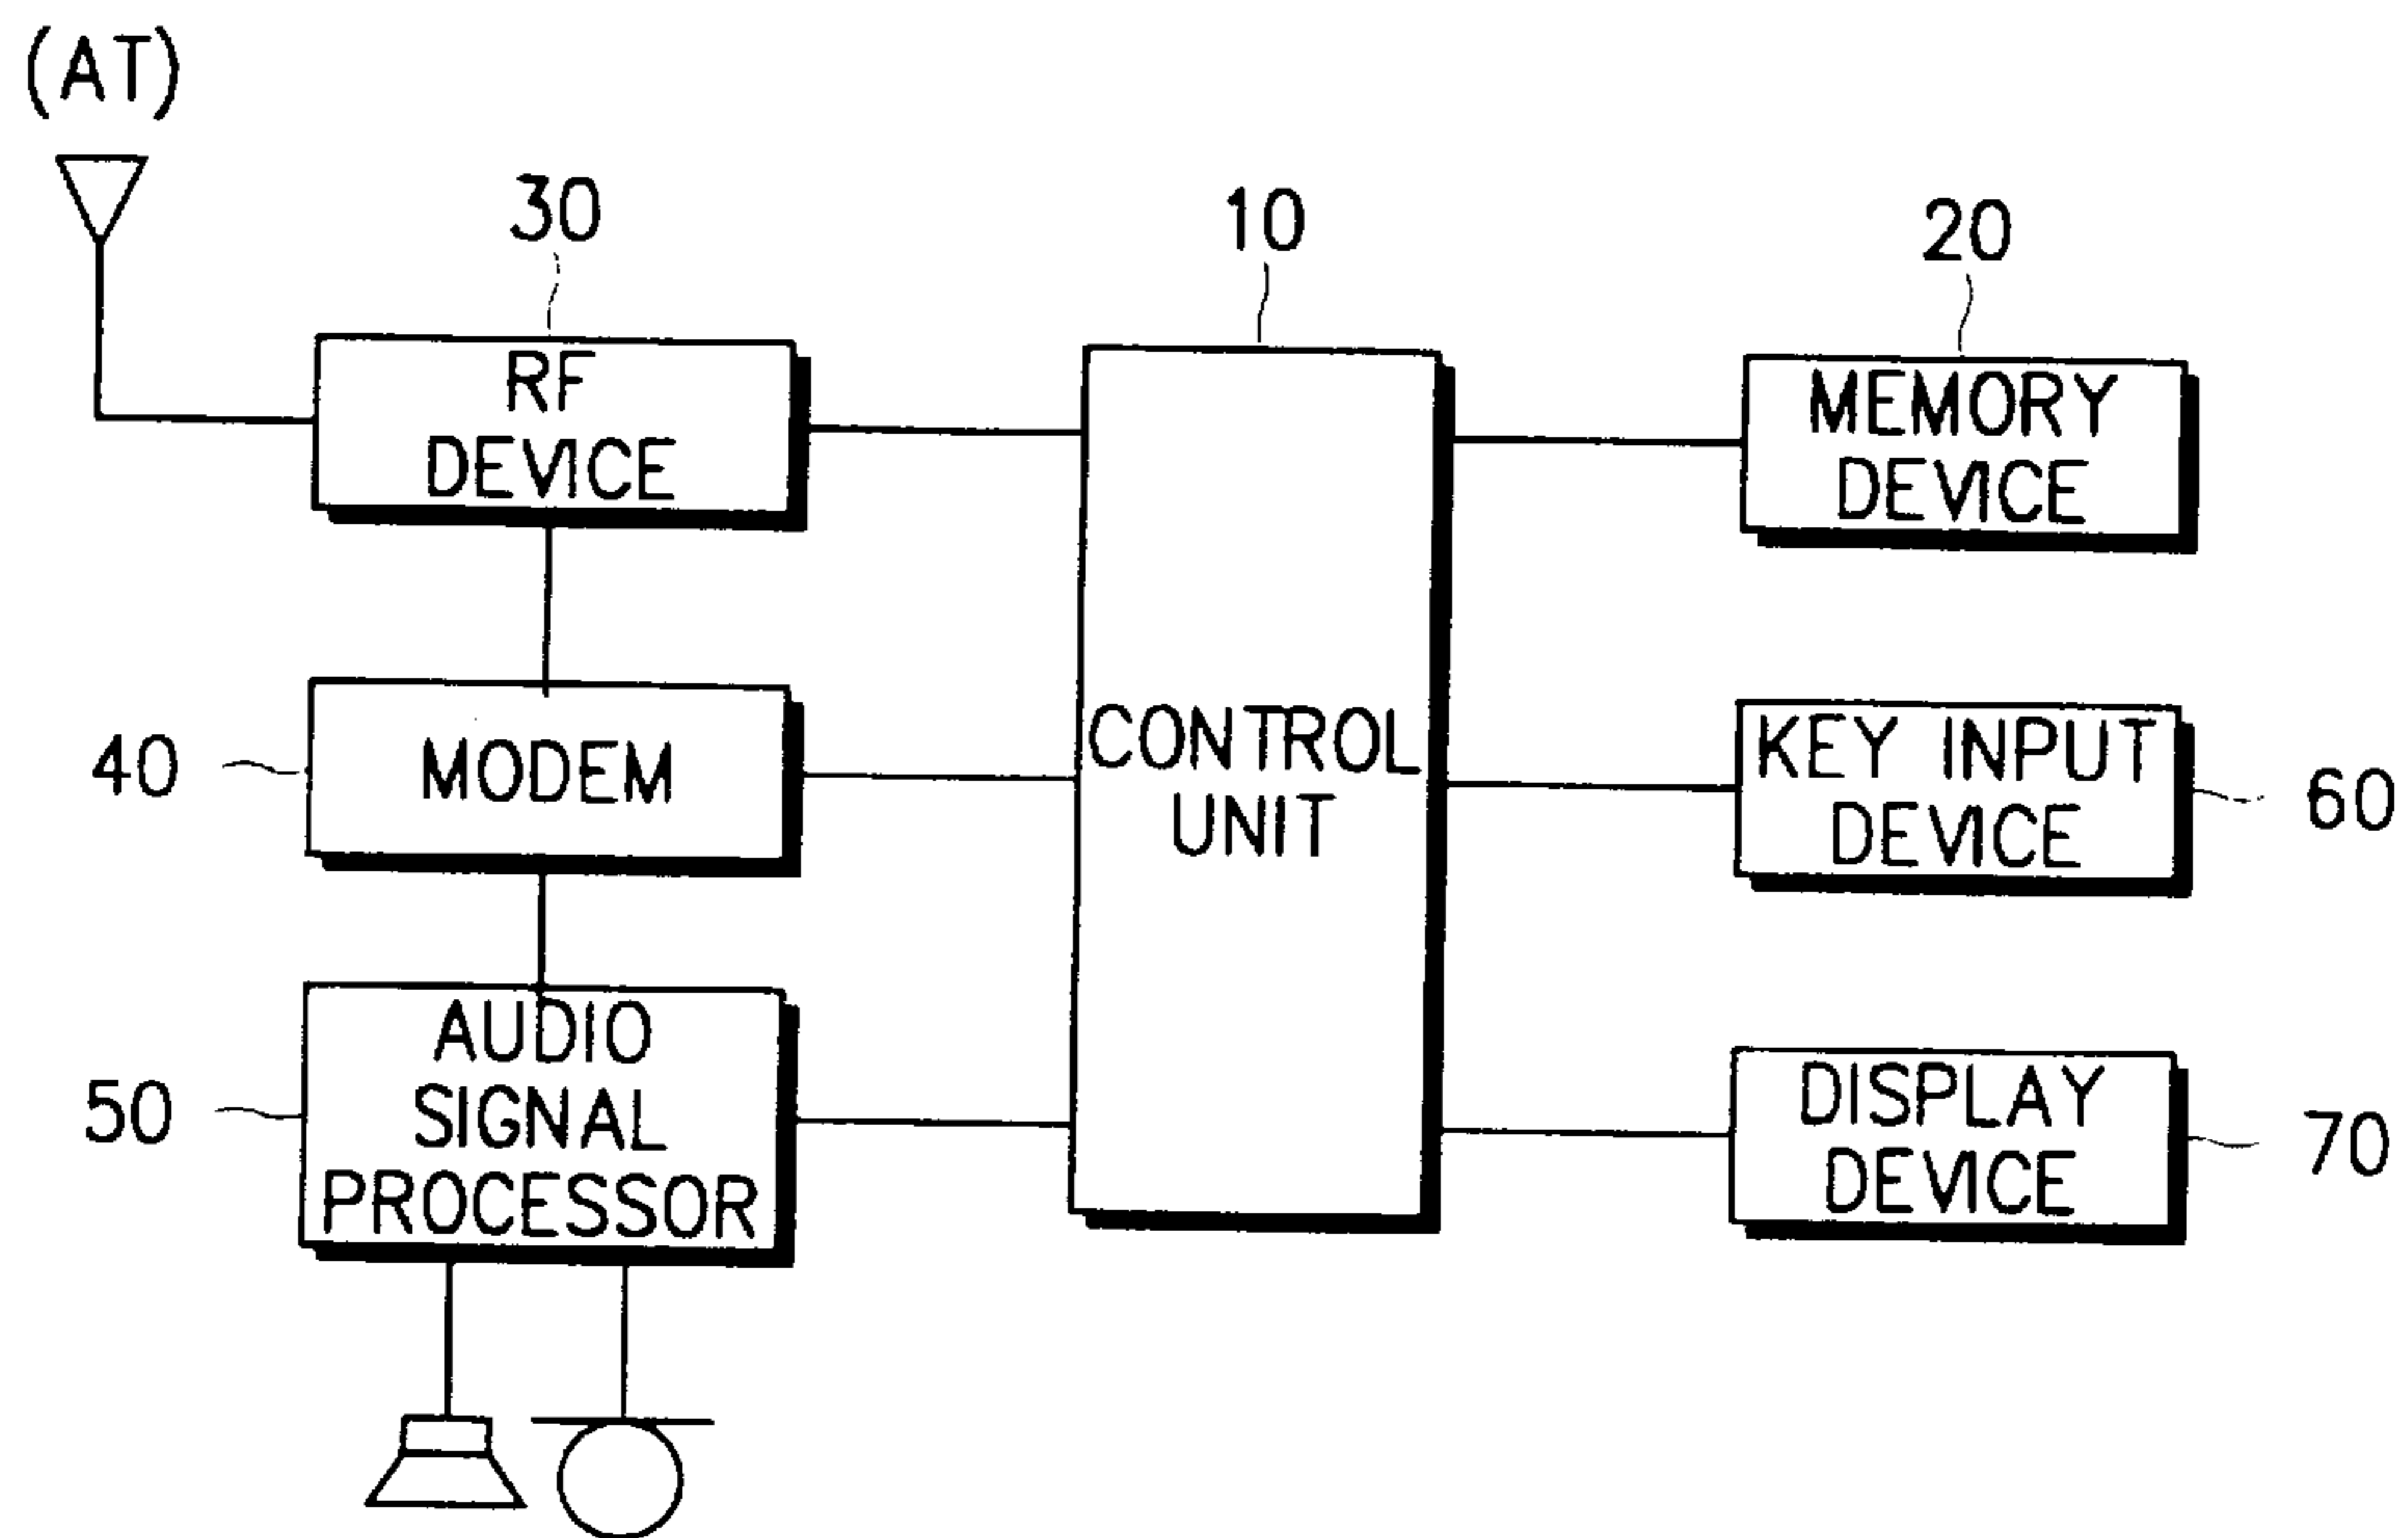 (AT)
30
10
20
RF
DEVICE
MEMORY
DEVICE
40
MODEM
CONTROL
UNIT
KEY INPUT
DEVICE
60
50
AUDIO
SIGNAL
PROCESSOR
DISPLAY
DEVICE
70